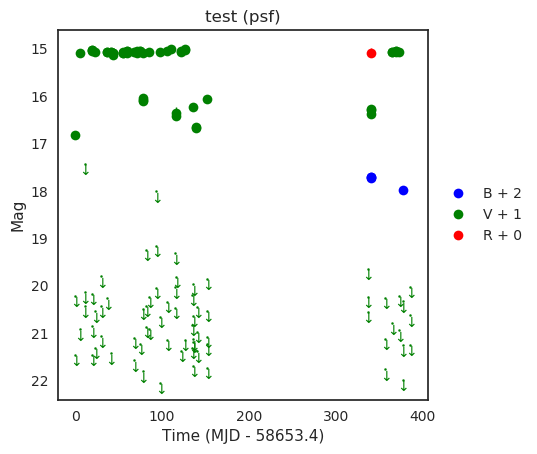 test (psf)
15
16
17
18
19
20
21
22
Mag
0
100
200
300
400
Time (MJD - 58653.4)
B + 2
V + 1
R + 0